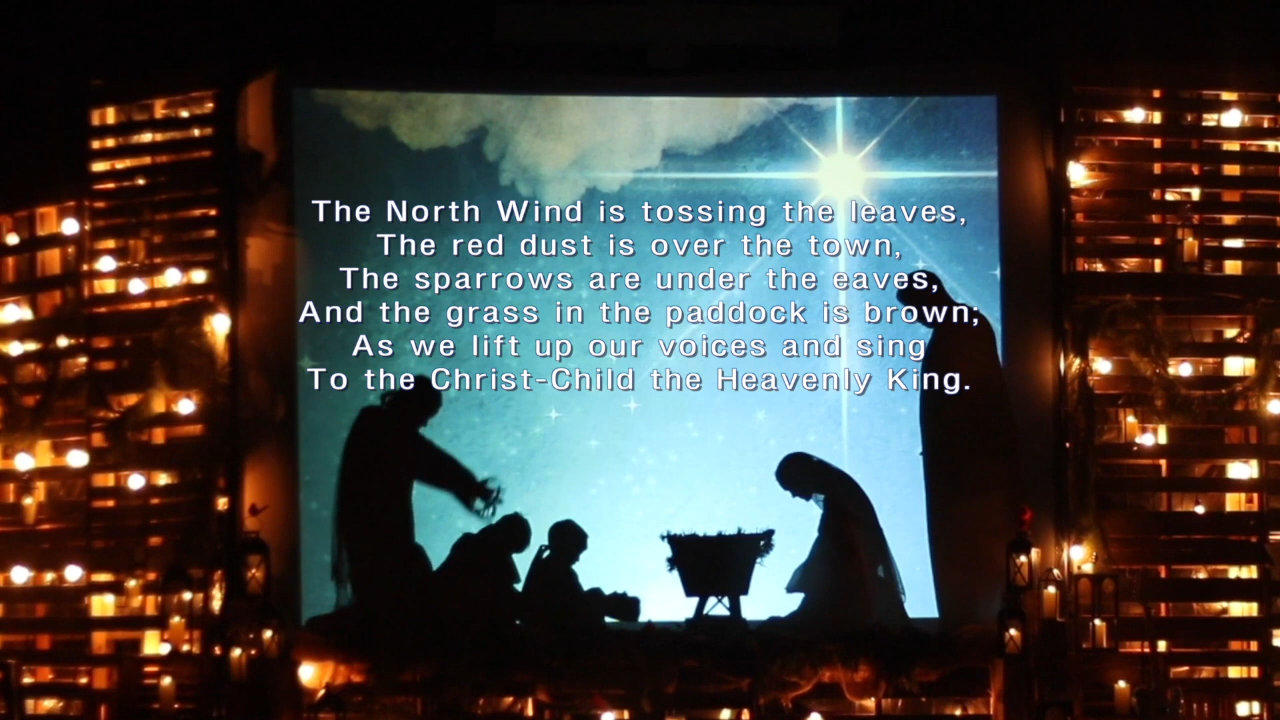 The North Wind is tossing the leaves,
The red dust is over the town,
The sparrows are under the eaves,
And the grass in the paddock is brown;
As we lift up our voices and sing
To the Christ-Child the Heavenly King.